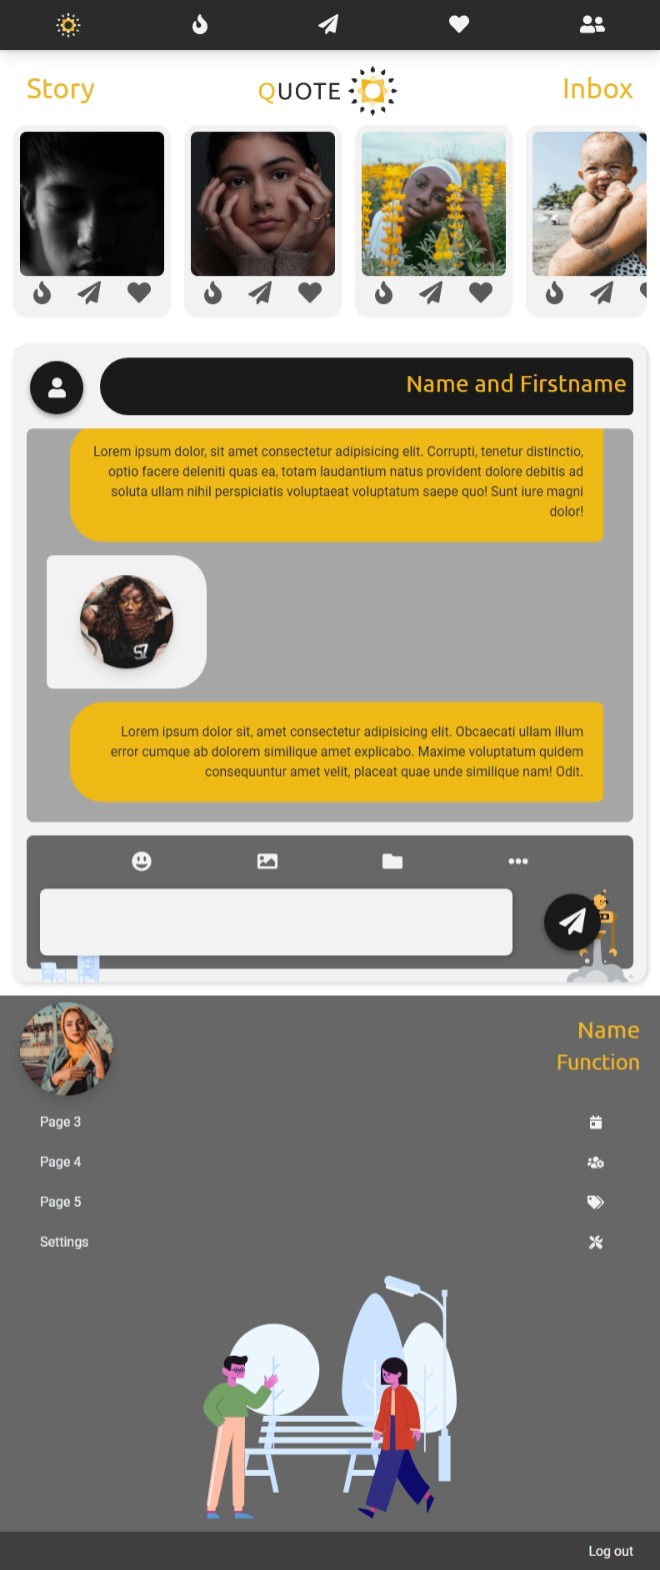 Story
QUOTE
Inbox
Name and Firstname
Lorem ipsum dolor, sit amet consectetur adipisicing elit. Corrupti, tenetur distinctio,
optio facere deleniti quas ea, totam laudantium natus provident dolore debitis ad
soluta ullam nihil perspiciatis voluptaeat voluptatum saepe quo! Sunt iure magni
dolor!
57
Lorem ipsum dolor sit, amet consectetur adipisicing elit. Obcaecati ullam illum
error cumque ab dolorem similique amet explicabo. Maxime voluptatum quidem
consequuntur amet velit, placeat quae unde similique nam! Odit.
Name
Function
Page 3
Page 4
Page 5
Settings
Log out